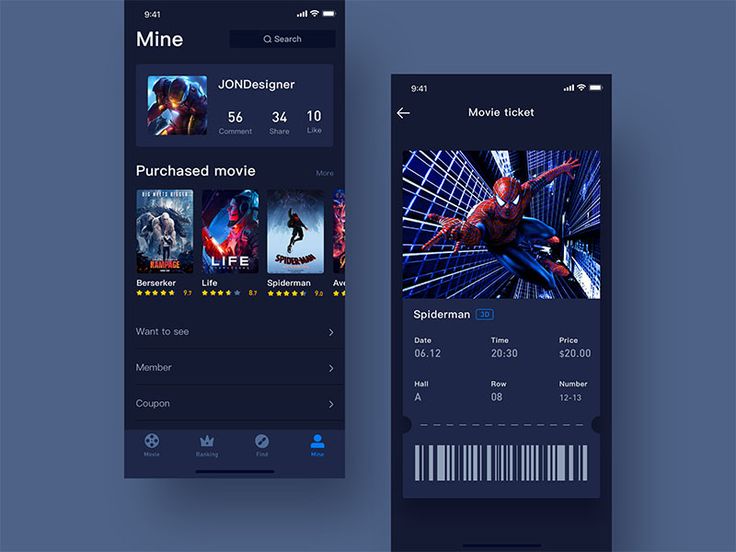 9:41
Mine
Search
JONDesigner
56 34 10
Comment Share Like
Purchased movie More
BIG MEETS BIGGER
RAMPAGE
LIFE
SPIDER-MAN
Berserker Life Spiderman Ave
9.7 8.7 9.0
Want to see
Member
Coupon
Movie Ranking Find Mine
9:41
Movie ticket
Spiderman 3D
Date Time Price
06.12 20:30 $20.00
Hall Row Number
A 08 12-13